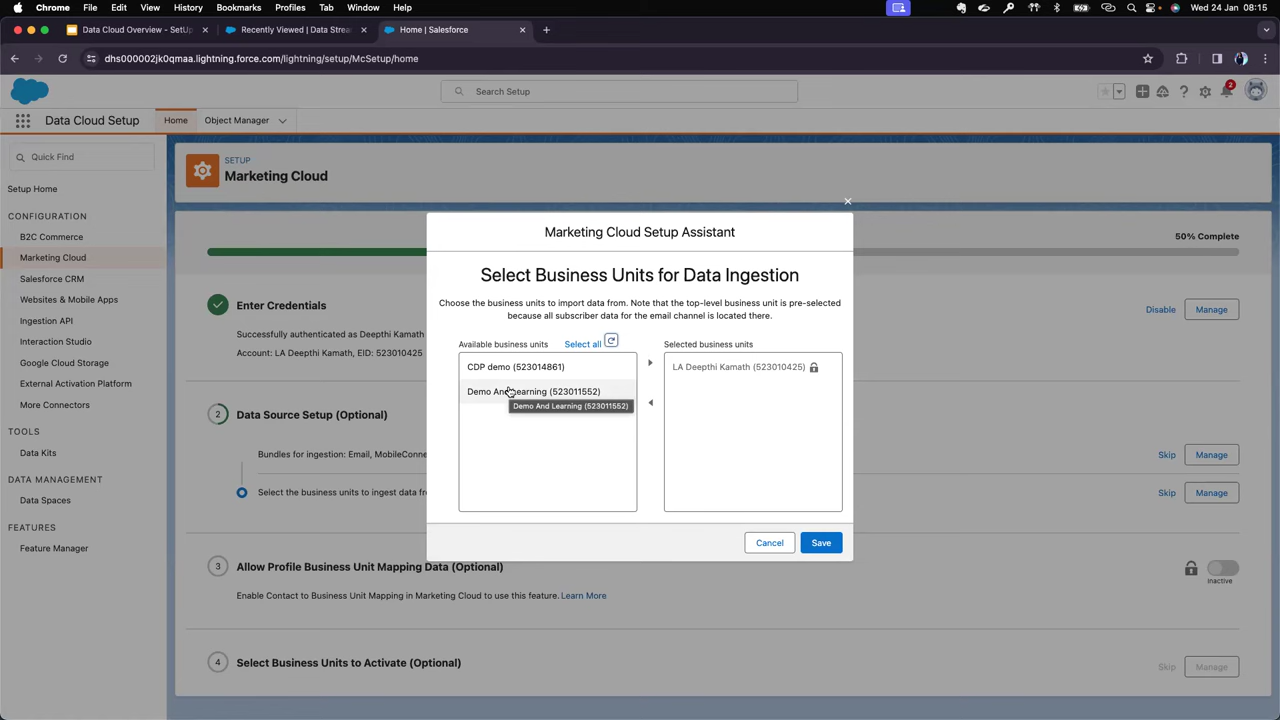 Chrome File Edit View History Bookmarks Profiles Tab Window Help
Wed 24 Jan 08:15
Data Cloud Overview - SetUp
Recently Viewed | Data Strea
Home | Salesforce
dhs000002jk0qmaa.lightning.force.com/lightning/setup/McSetup/home
Search Setup
2
Data Cloud Setup
Home
Object Manager
Quick Find
Setup Home
CONFIGURATION
B2C Commerce
Marketing Cloud
Salesforce CRM
Websites & Mobile Apps
Ingestion API
Interaction Studio
Google Cloud Storage
External Activation Platform
More Connectors
TOOLS
Data Kits
DATA MANAGEMENT
Data Spaces
FEATURES
Feature Manager
SETUP
Marketing Cloud
50% Complete
Enter Credentials
Successfully authenticated as Deepthi Kamath
Account: LA Deepthi Kamath, EID: 523010425
Disable
Manage
2
Data Source Setup (Optional)
Bundles for ingestion: Email, MobileConne
Skip
Manage
Select the business units to ingest data fr
Skip
Manage
3
Allow Profile Business Unit Mapping Data (Optional)
Enable Contact to Business Unit Mapping in Marketing Cloud to use this feature. Learn More
Inactive
4
Select Business Units to Activate (Optional)
Skip
Manage
Marketing Cloud Setup Assistant
Select Business Units for Data Ingestion
Choose the business units to import data from. Note that the top-level business unit is pre-selected
because all subscriber data for the email channel is located there.
Available business units
Select all
CDP demo (523014861)
Demo And Learning (523011552)
Demo And Learning (523011552)
Selected business units
LA Deepthi Kamath (523010425)
Cancel
Save